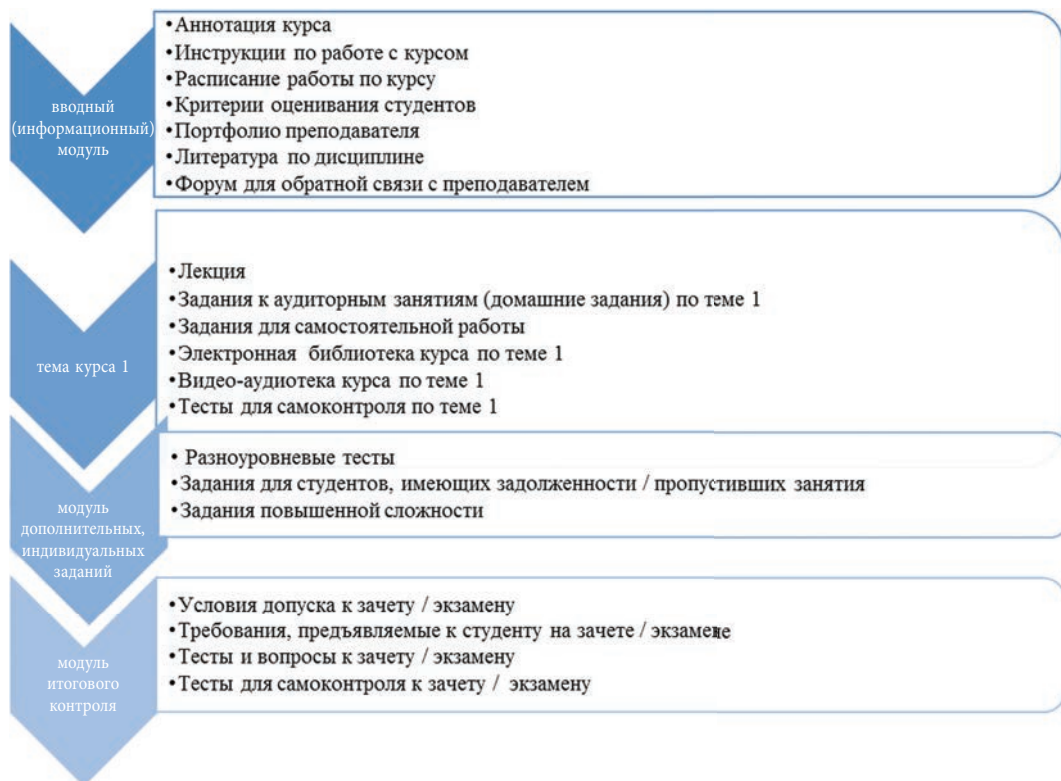 вводный
(информационный)
модуль
•Аннотация курса
•Инструкции по работе с курсом
•Расписание работы по курсу
•Критерии оценивания студентов
•Портфолио преподавателя
•Литература по дисциплине
•Форум для обратной связи с преподавателем
тема курса 1
•Лекция
•Задания к аудиторным занятиям (домашние задания) по теме 1
•Задания для самостоятельной работы
•Электронная библиотека курса по теме 1
•Видео-аудиотека курса по теме 1
•Тесты для самоконтроля по теме 1
модуль
дополнительных,
индивидуальных
заданий
• Разноуровневые тесты
•Задания для студентов, имеющих задолженности / пропустивших занятия
•Задания повышенной сложности
модуль
итогового
контроля
•Условия допуска к зачету / экзамену
•Требования, предъявляемые к студенту на зачете / экзамене
•Тесты и вопросы к зачету / экзамену
•Тесты для самоконтроля к зачету / экзамену